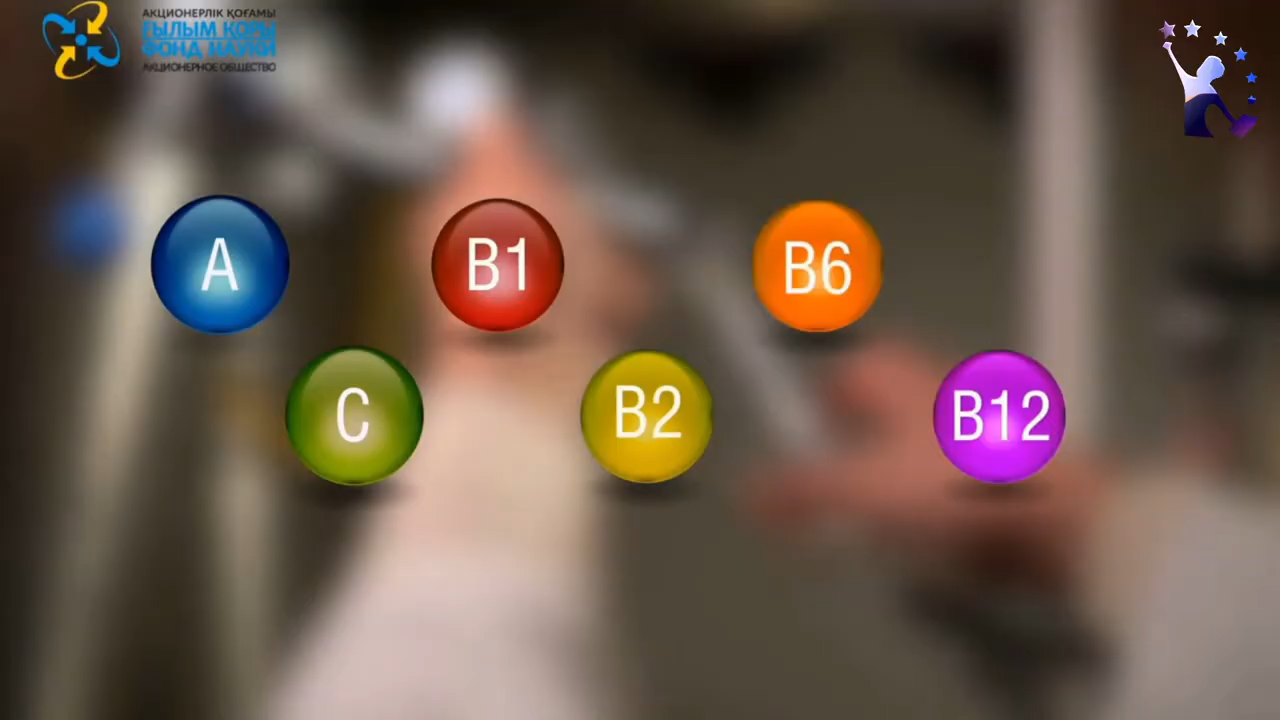 АКЦИОНЕРЛІК ҚОҒАМЫ
ҒЫЛЫМ ҚОРЫ
ФОНД НАУКИ
АКЦИОНЕРНОЕ ОБЩЕСТВО
A
B1
B6
C
B2
B12